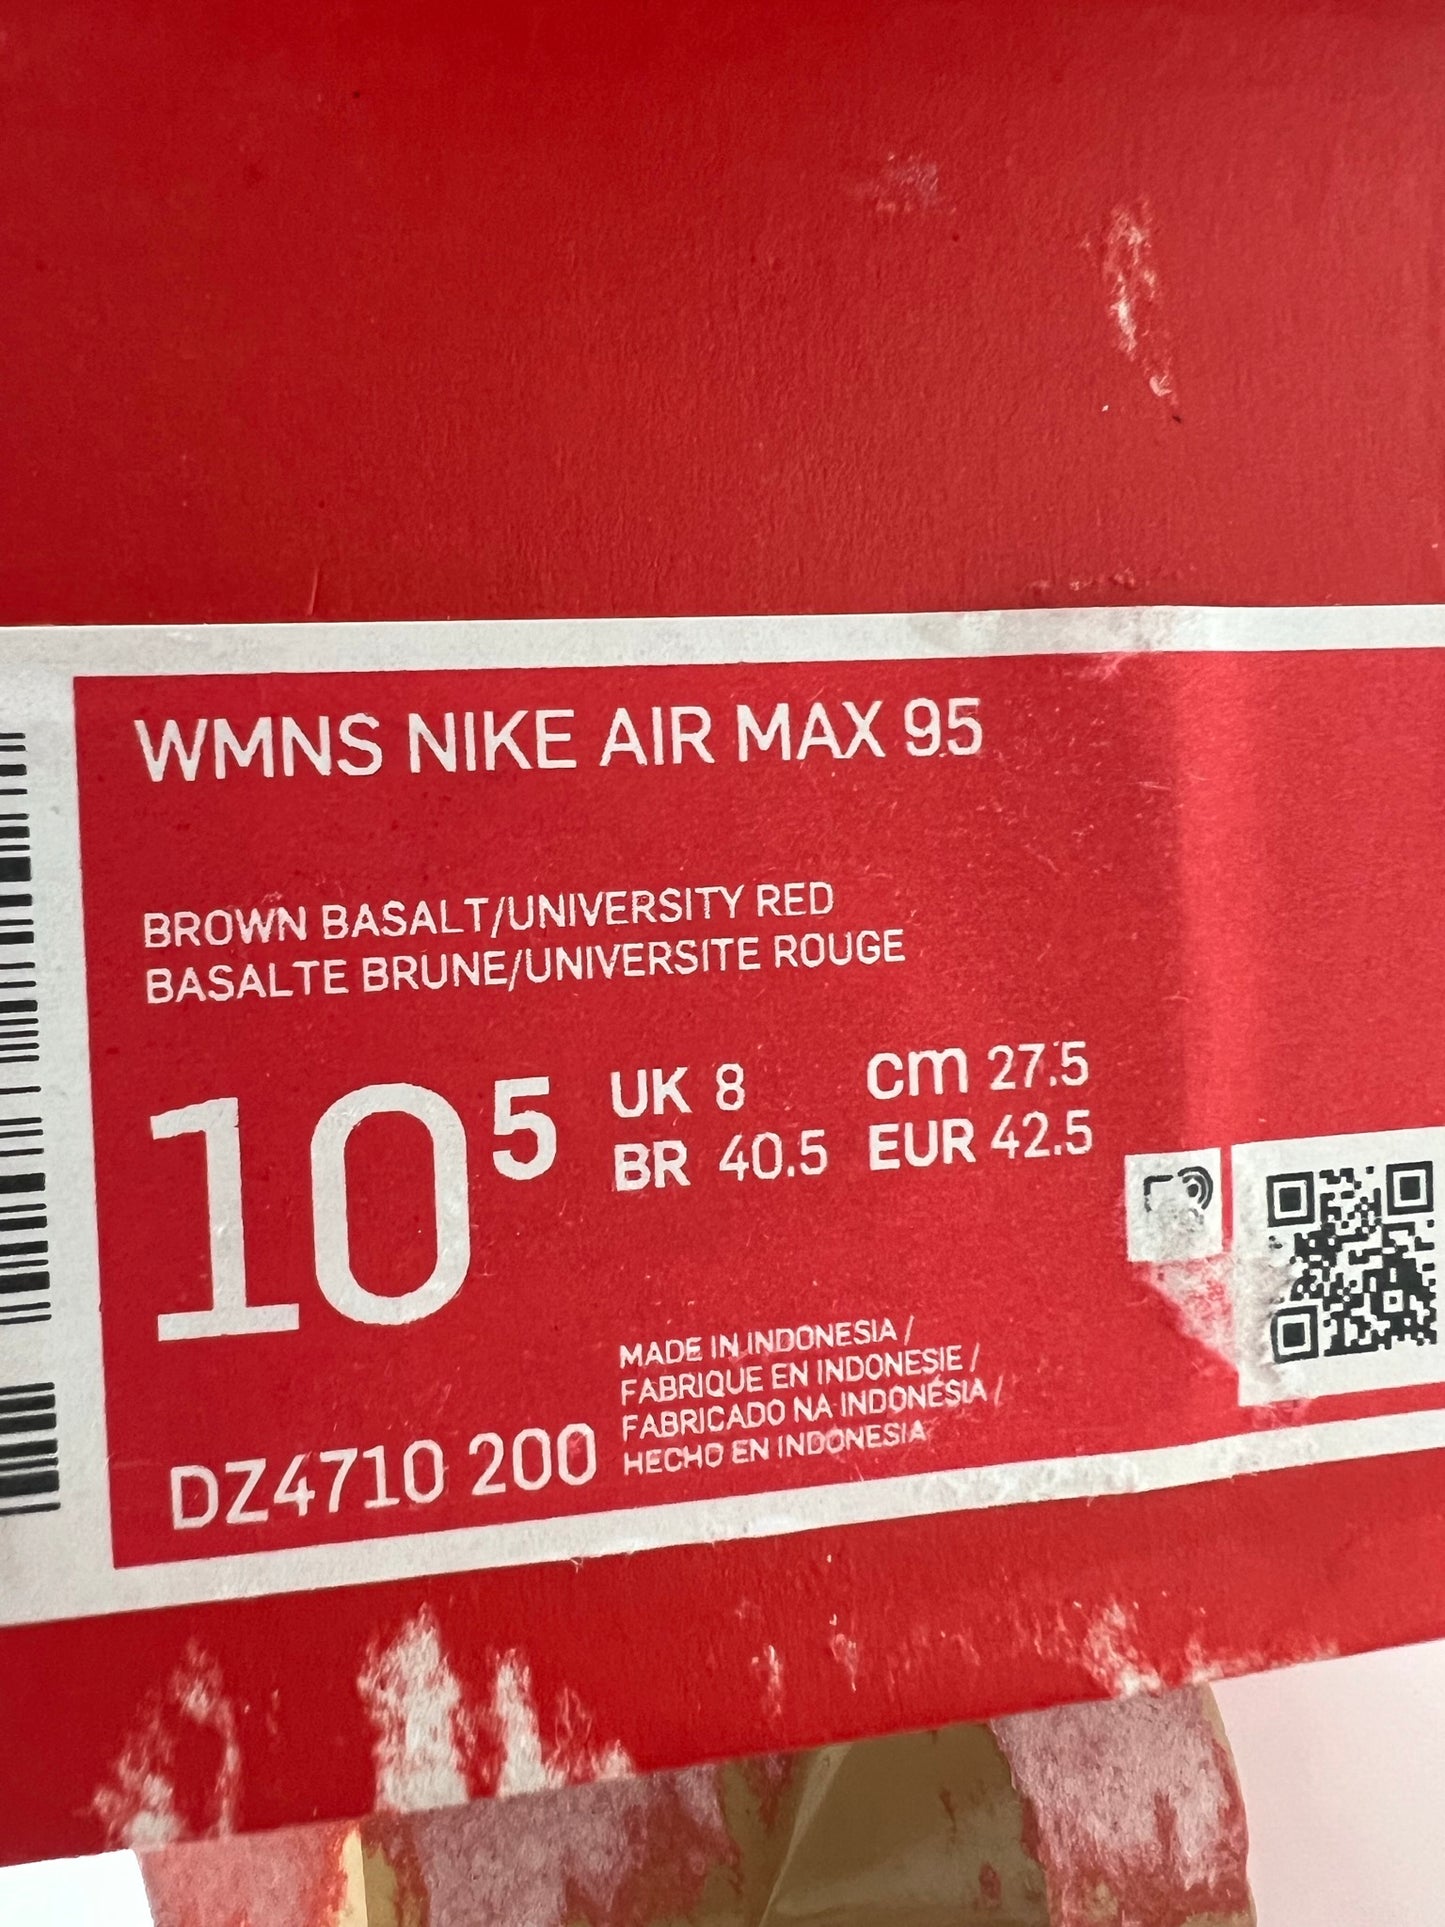 WMNS NIKE AIR MAX 95
BROWN BASALT/UNIVERSITY RED
BASALTE BRUNE/UNIVERSITE ROUGE
10 5
UK 8 cm 27.5
BR 40.5 EUR 42.5
MADE IN INDONESIA /
FABRIQUE EN INDONESIE /
FABRICADO NA INDONÉSIA /
HECHO EN INDONESIA
DZ4710 200